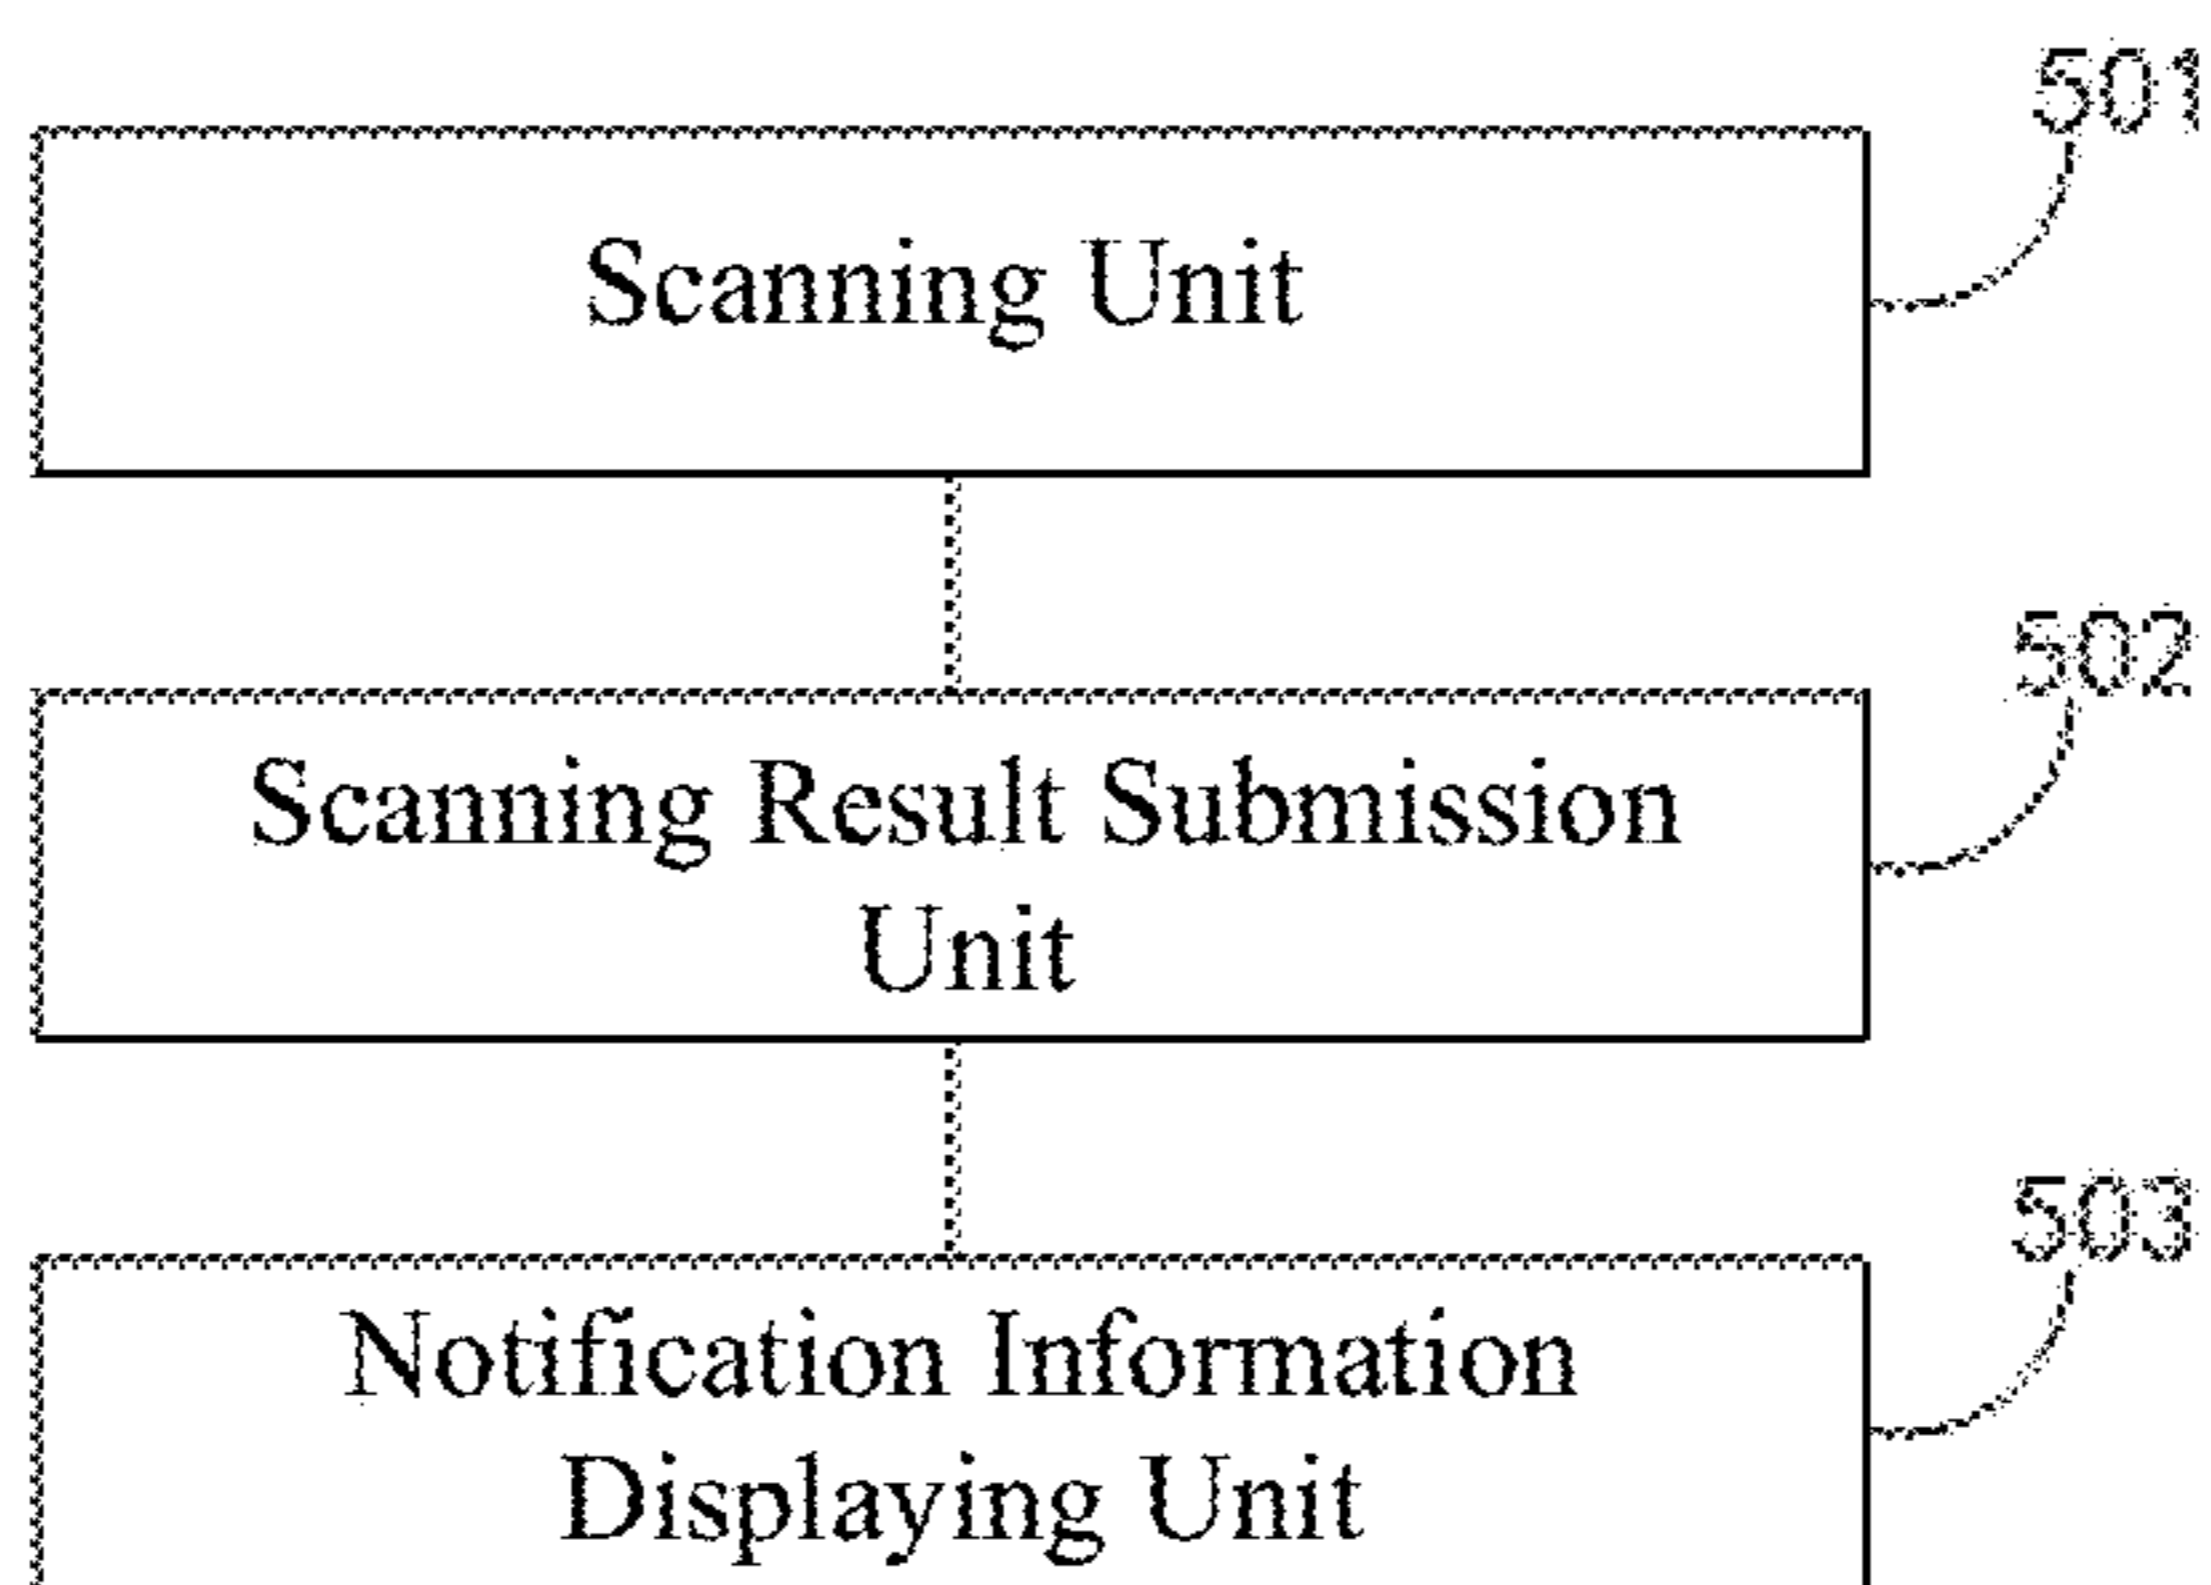 501
Scanning Unit
502
Scanning Result Submission
Unit
503
Notification Information
Displaying Unit